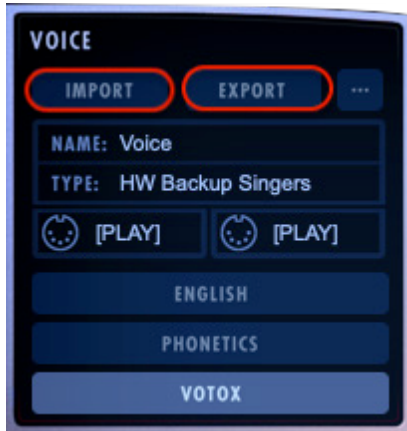 VOICE
IMPORT EXPORT ...
NAME: Voice
TYPE: HW Backup Singers
[PLAY] [PLAY]
ENGLISH
PHONETICS
VOTOX